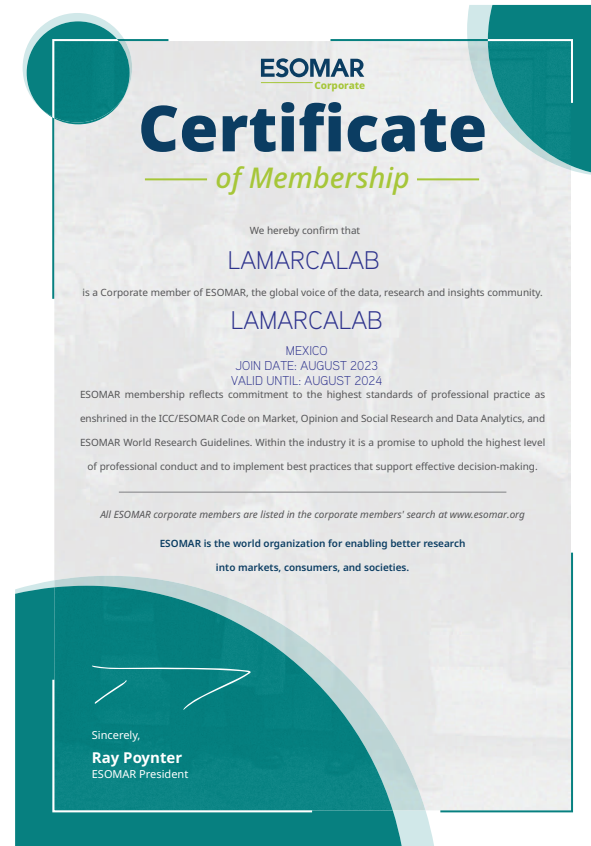 ESOMAR
Corporate
Certificate
of Membership
We hereby confirm that
LAMARCALAB
is a Corporate member of ESOMAR, the global voice of the data, research and insights community.
LAMARCALAB
MEXICO
JOIN DATE: AUGUST 2023
VALID UNTIL: AUGUST 2024
ESOMAR membership reflects commitment to the highest standards of professional practice as
enshrined in the ICC/ESOMAR Code on Market, Opinion and Social Research and Data Analytics, and
ESOMAR World Research Guidelines. Within the industry it is a promise to uphold the highest level
of professional conduct and to implement best practices that support effective decision-making.
All ESOMAR corporate members are listed in the corporate members' search at www.esomar.org
ESOMAR is the world organization for enabling better research
into markets, consumers, and societies.
Sincerely,
Ray Poynter
ESOMAR President